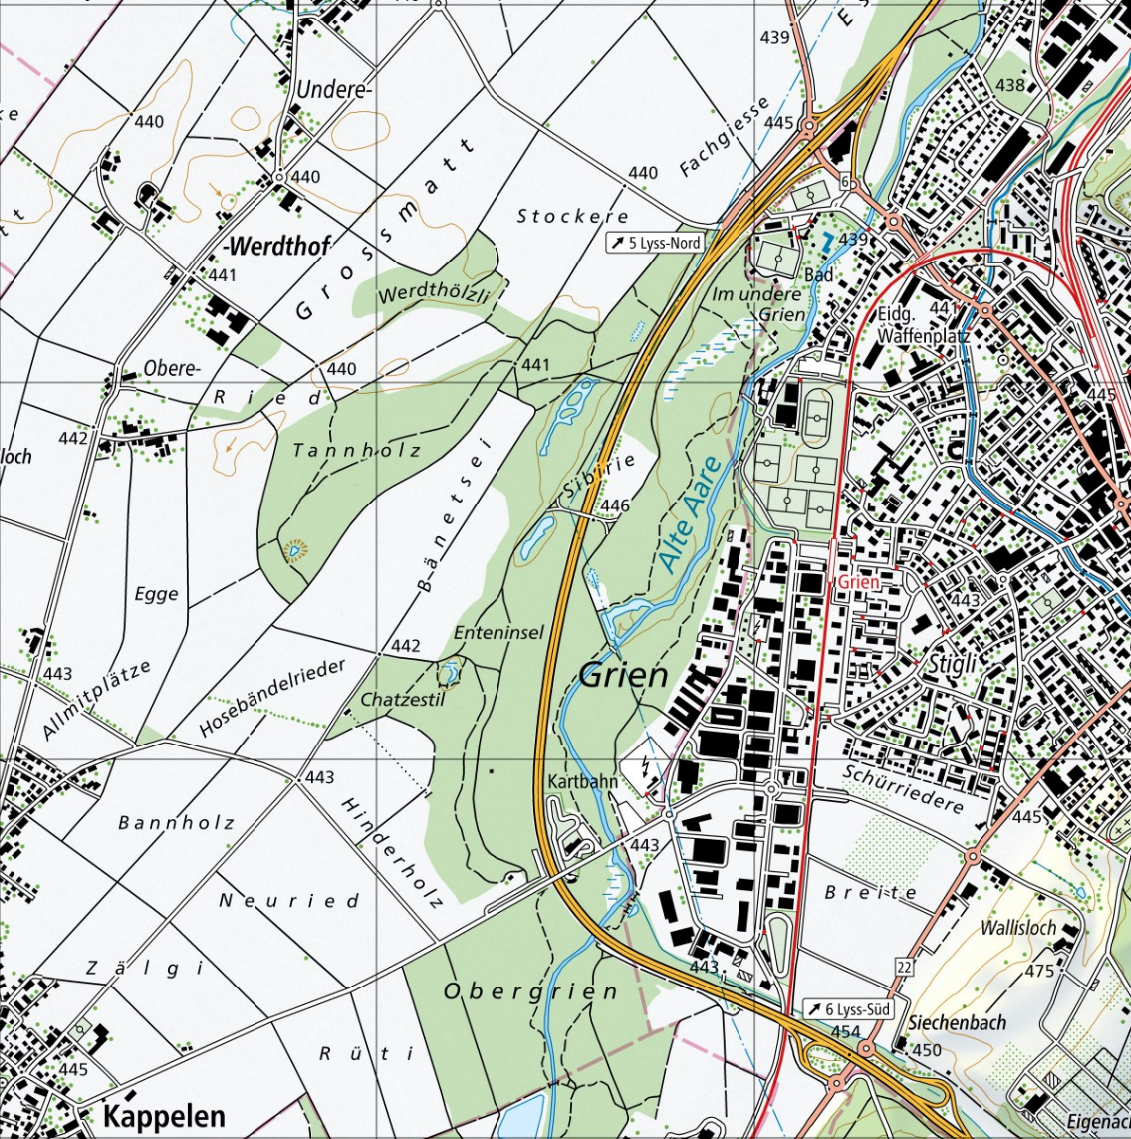 439
E s
Undere-
438
440
445
Fachgiesse
440
440
6
Stockere
-Werdthof
5 Lyss-Nord
439
441
Grossmatt
Bad
Werdthölzli
Im undere
Grien
Eidg.
Waffenplatz
441
Obere-
440
441
Ried
445
442
loch
Tannholz
Bänetsei
Sibirie
446
Alte Aare
Egge
Grien
443
Enteninsel
442
443
Grien
Stigli
Allmitplätze
Hosebändelrieder
Chatzestil
443
Kartbahn
Schürriedere
Bannholz
Hinderholz
445
443
Neuried
Breite
Wallisloch
Zälgi
443
22
475
Obergrien
6 Lyss-Süd
Siechenbach
454
450
Rüti
445
Kappelen
Eigenac